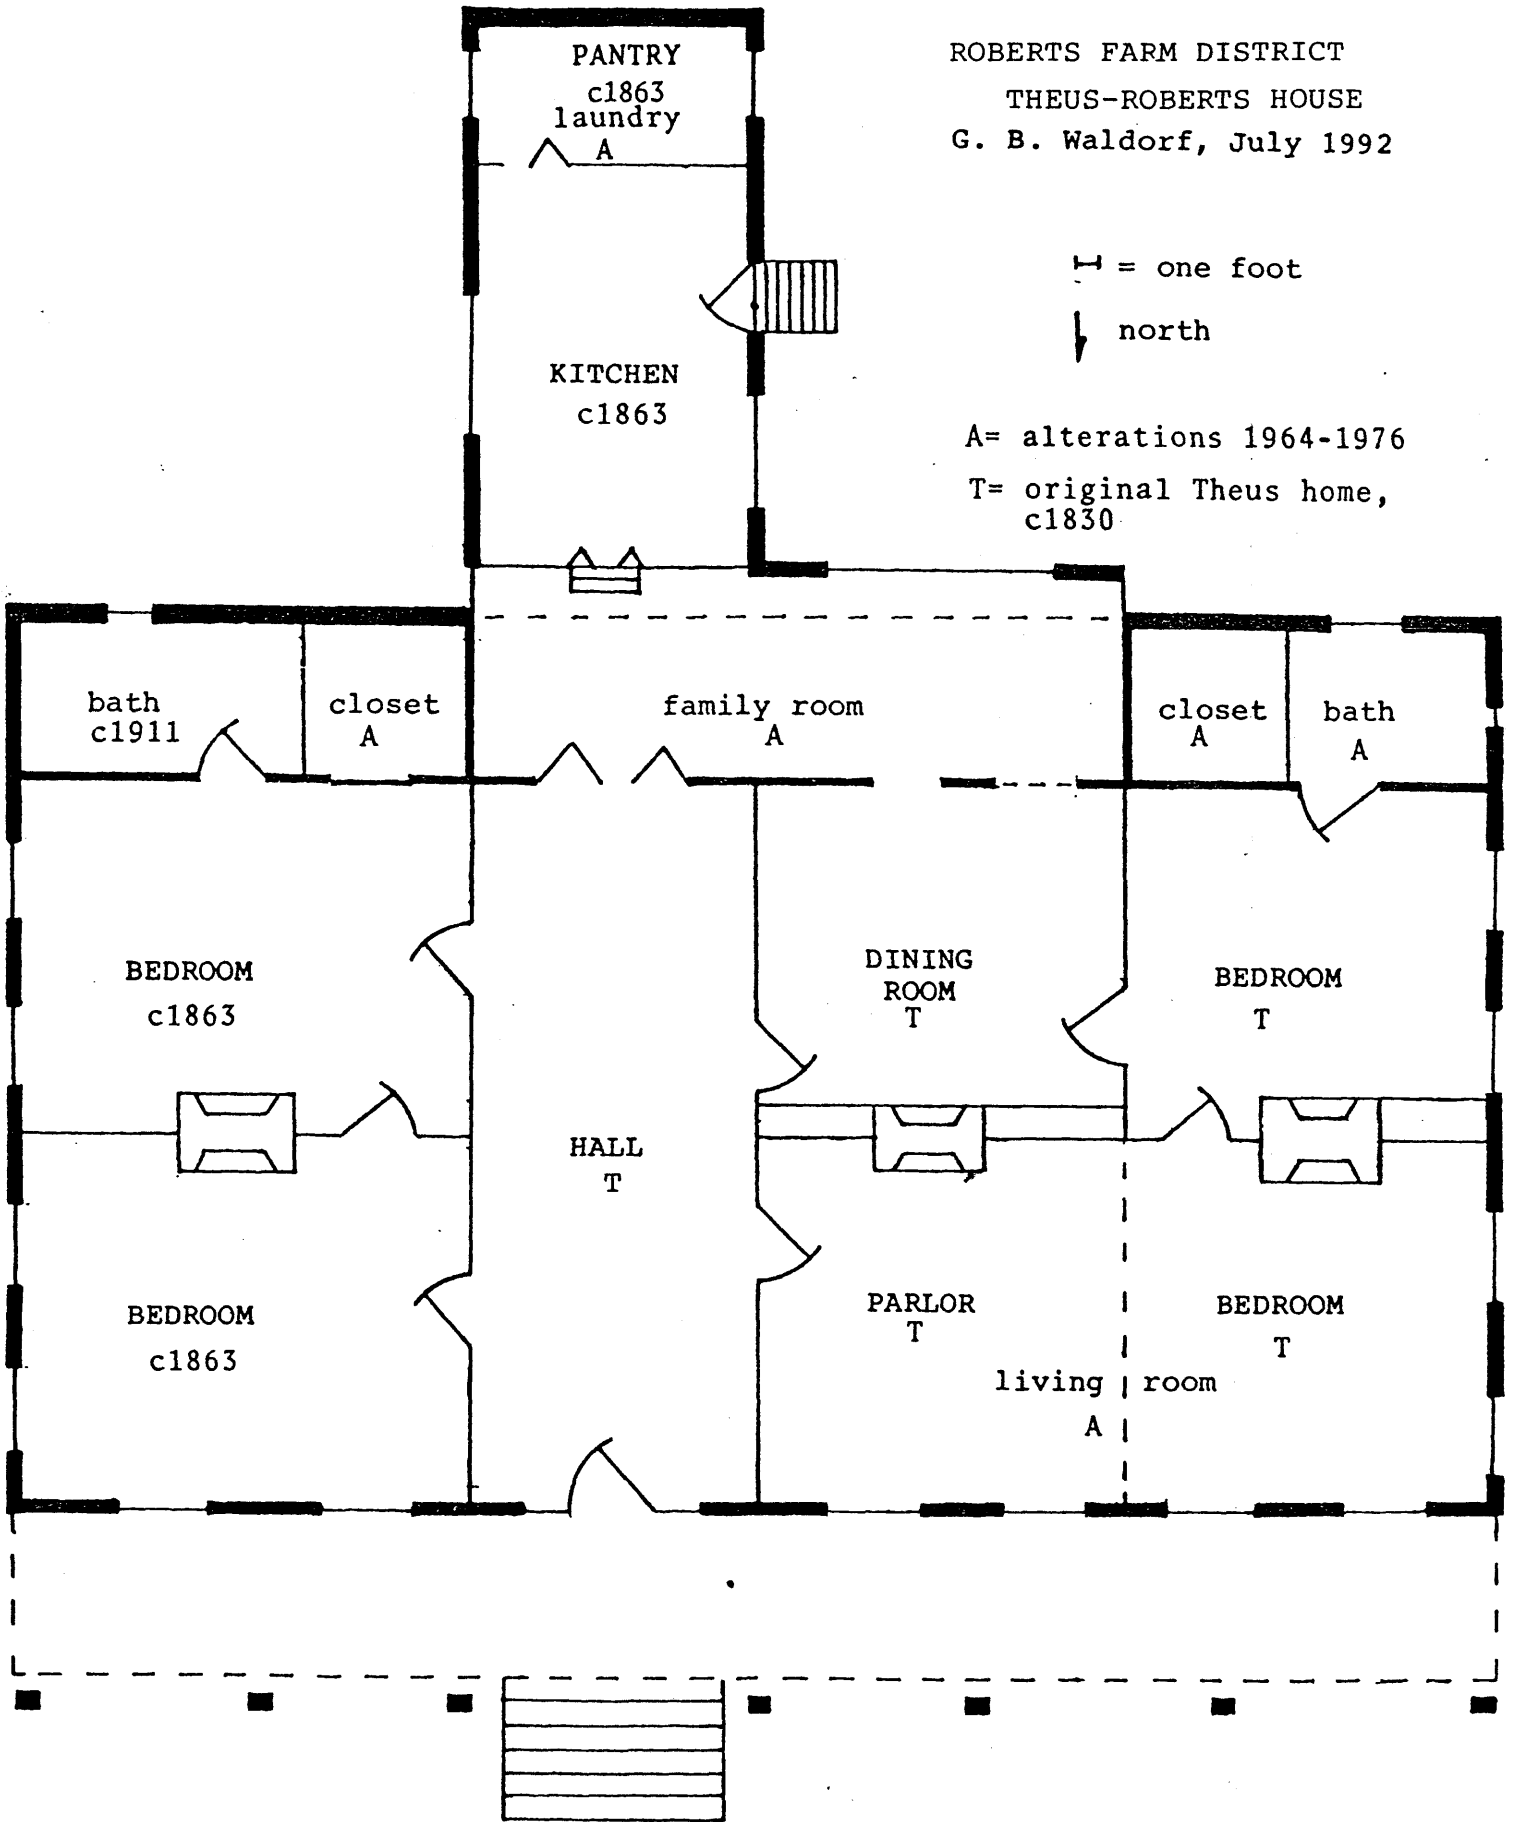 ROBERTS FARM DISTRICT
THEUS-ROBERTS HOUSE
G. B. Waldorf, July 1992
= one foot
north
A= alterations 1964-1976
T= original Theus home,
c1830
PANTRY
c1863
laundry
A
KITCHEN
c1863
bath
c1911
closet
A
family room
A
closet
A
bath
A
BEDROOM
c1863
DINING
ROOM
T
BEDROOM
T
HALL
T
BEDROOM
c1863
PARLOR
T
BEDROOM
T
living room
A